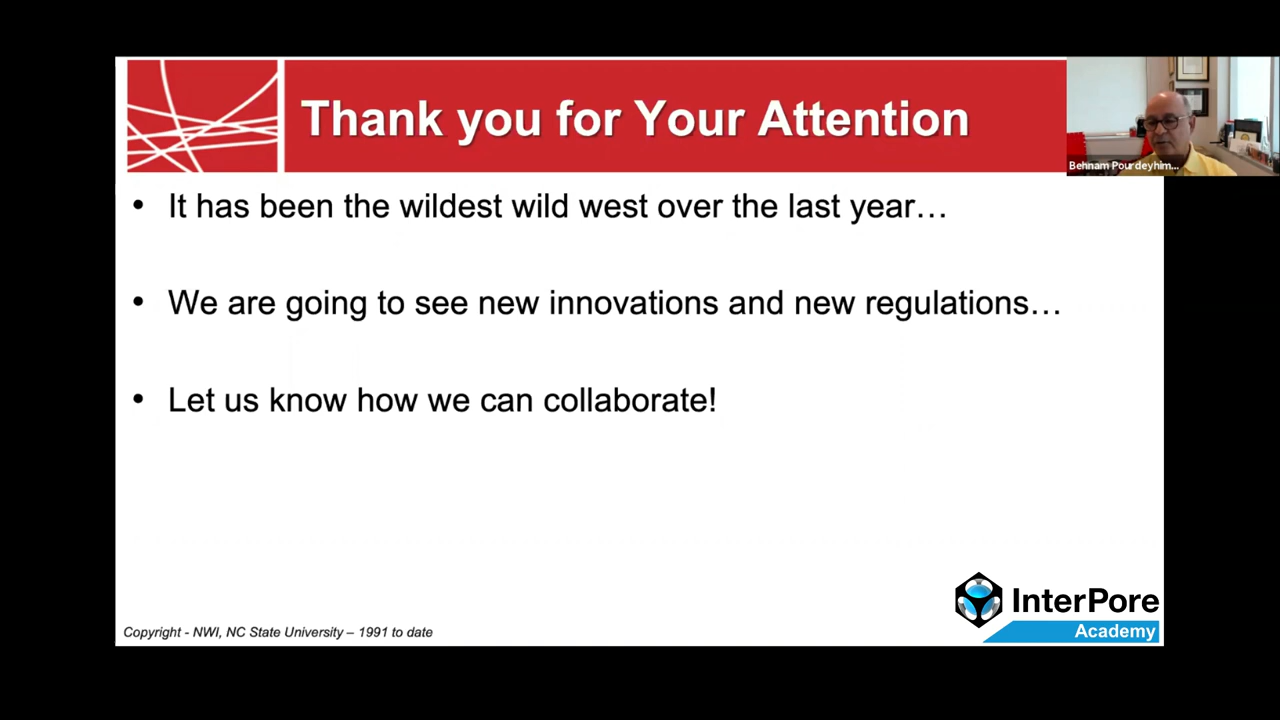 Thank you for Your Attention
Behnam Pourdeyhim...
• It has been the wildest wild west over the last year…
• We are going to see new innovations and new regulations…
• Let us know how we can collaborate!
InterPore
Academy
Copyright - NWI, NC State University – 1991 to date